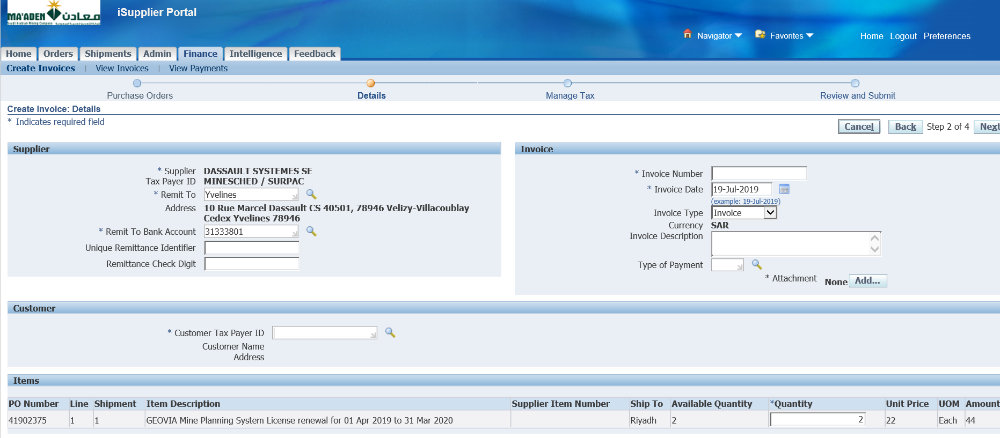 MA'ADEN معادن
Saudi Arabian Mining Company شركة التعدين العربية السعودية
iSupplier Portal
Navigator Favorites Home Logout Preferences
Home Orders Shipments Admin Finance Intelligence Feedback
Create Invoices | View Invoices | View Payments
Purchase Orders Details Manage Tax Review and Submit
Create Invoice: Details
* Indicates required field
Cancel Back Step 2 of 4 Next
Supplier
* Supplier DASSAULT SYSTEMES SE
Tax Payer ID MINESCHED / SURPAC
* Remit To Yvelines
Address 10 Rue Marcel Dassault CS 40501, 78946 Velizy-Villacoublay
Cedex Yvelines 78946
* Remit To Bank Account 31333801
Unique Remittance Identifier
Remittance Check Digit
Invoice
* Invoice Number
* Invoice Date 19-Jul-2019
(example: 19-Jul-2019)
Invoice Type Invoice
Currency SAR
Invoice Description
Type of Payment
* Attachment None Add...
Customer
* Customer Tax Payer ID
Customer Name
Address
Items
PO Number Line Shipment Item Description Supplier Item Number Ship To Available Quantity *Quantity Unit Price UOM Amount
41902375 1 1 GEOVIA Mine Planning System License renewal for 01 Apr 2019 to 31 Mar 2020 Riyadh 2 2 22 Each 44